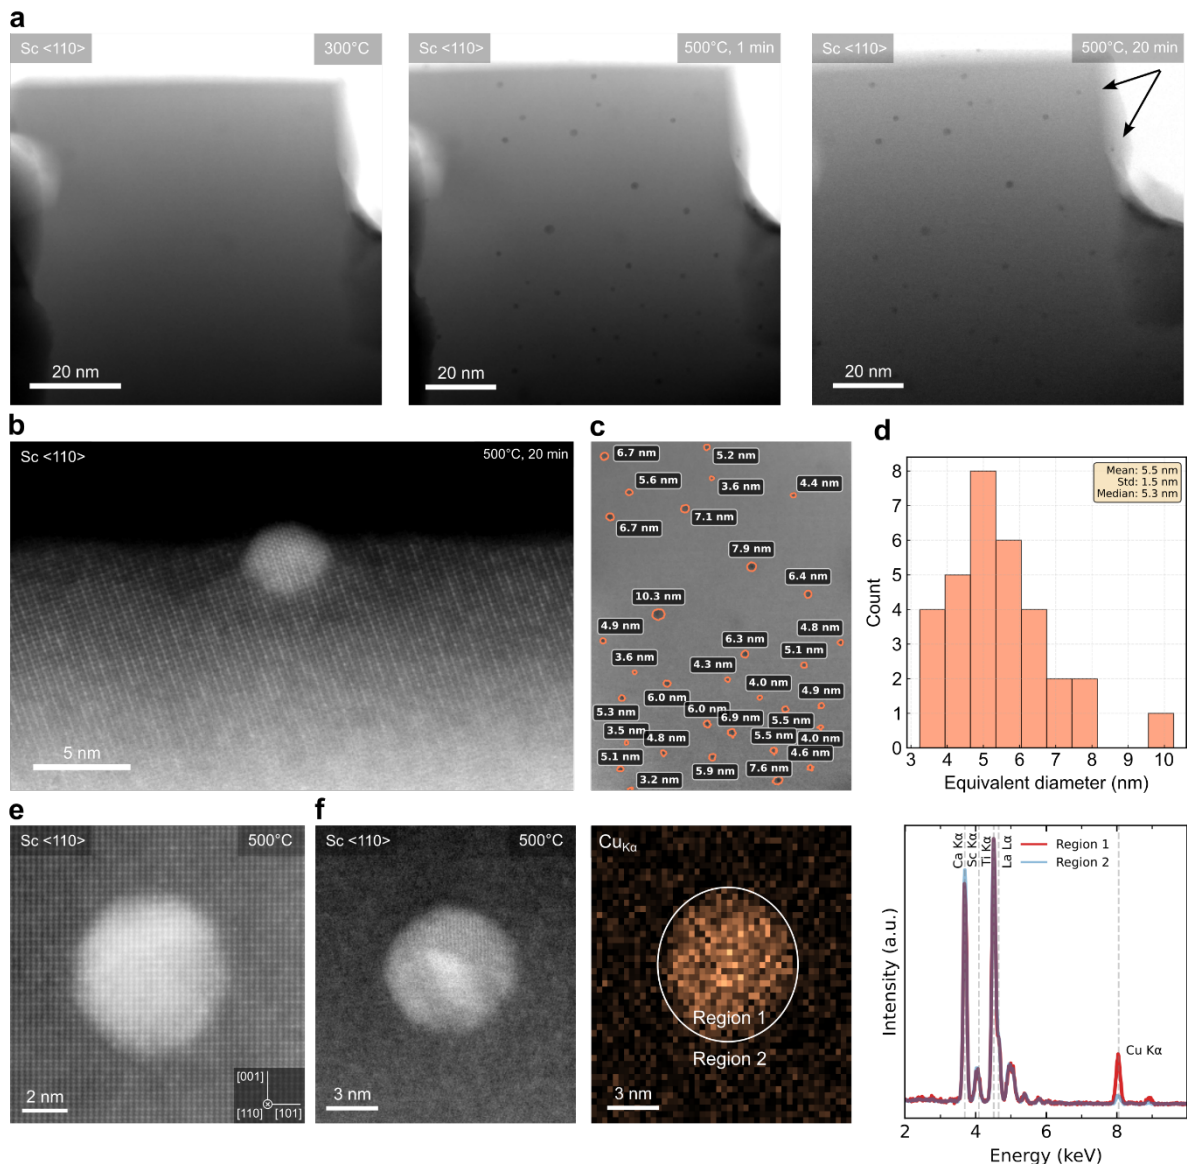 a
Sc <110>
300°C
20 nm
Sc <110>
500°C, 1 min
20 nm
Sc <110>
500°C, 20 min
20 nm
b
Sc <110>
500°C, 20 min
5 nm
c
6.7 nm
5.2 nm
5.6 nm
3.6 nm
4.4 nm
6.7 nm
7.1 nm
7.9 nm
6.4 nm
10.3 nm
4.9 nm
4.8 nm
6.3 nm
5.1 nm
3.6 nm
4.3 nm
4.0 nm
6.0 nm
4.9 nm
5.3 nm
6.0 nm
6.9 nm
5.5 nm
3.5 nm
4.8 nm
5.5 nm
4.0 nm
5.1 nm
4.6 nm
5.9 nm
7.6 nm
3.2 nm
d
Mean: 5.5 nm
Std: 1.5 nm
Median: 5.3 nm
Count
8
7
6
5
4
3
2
1
0
3 4 5 6 7 8 9 10
Equivalent diameter (nm)
e
Sc <110>
500°C
2 nm
[001]
[110]
[101]
f
Sc <110>
500°C
3 nm
CuKα
Region 1
Region 2
3 nm
Intensity (a.u.)
Ca Kα
Sc Kα
Ti Kα
La Lα
Region 1
Region 2
Cu Kα
2 4 6 8
Energy (keV)